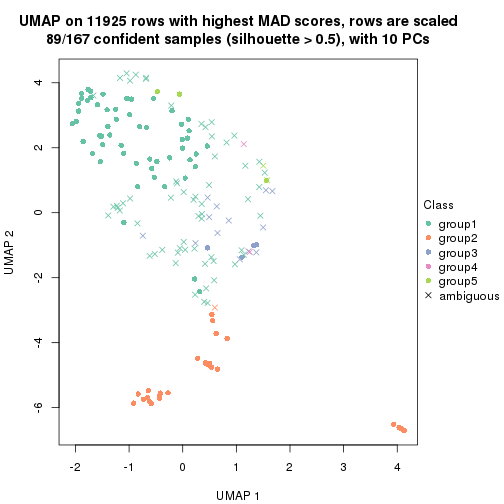 UMAP on 11925 rows with highest MAD scores, rows are scaled
89/167 confident samples (silhouette > 0.5), with 10 PCs
4
2
0
-2
-4
-6
UMAP 2
-2
-1
0
1
2
3
4
UMAP 1
Class
group1
group2
group3
group4
group5
ambiguous